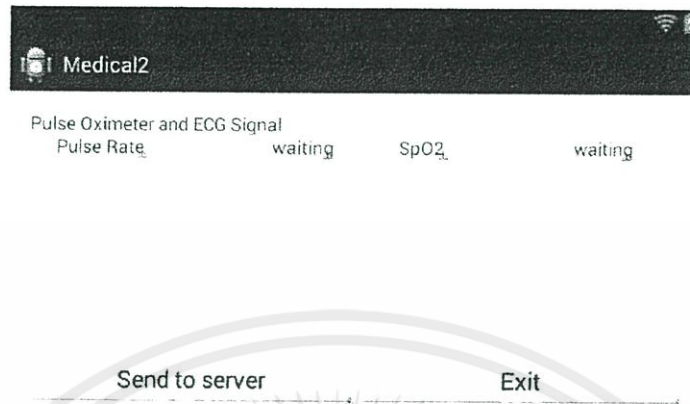 Medical2
Pulse Oximeter and ECG Signal
Pulse Rate waiting SpO2 waiting
Send to server Exit